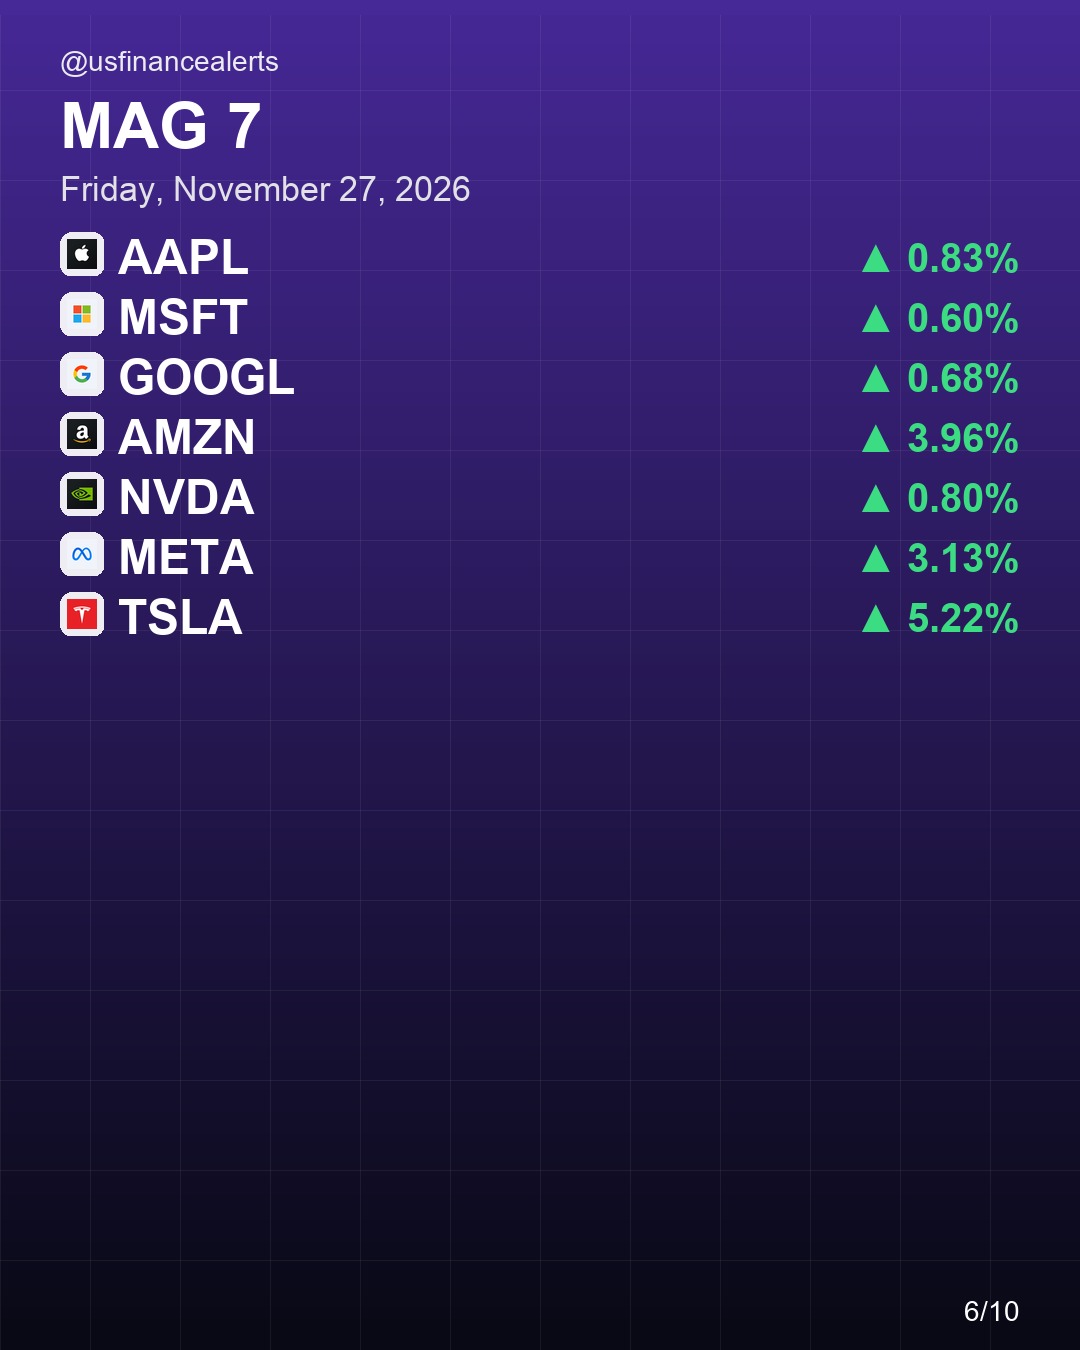 @usfinancealerts
MAG 7
Friday, November 27, 2026
AAPL ▲ 0.83%
MSFT ▲ 0.60%
GOOGL ▲ 0.68%
AMZN ▲ 3.96%
NVDA ▲ 0.80%
META ▲ 3.13%
TSLA ▲ 5.22%
6/10